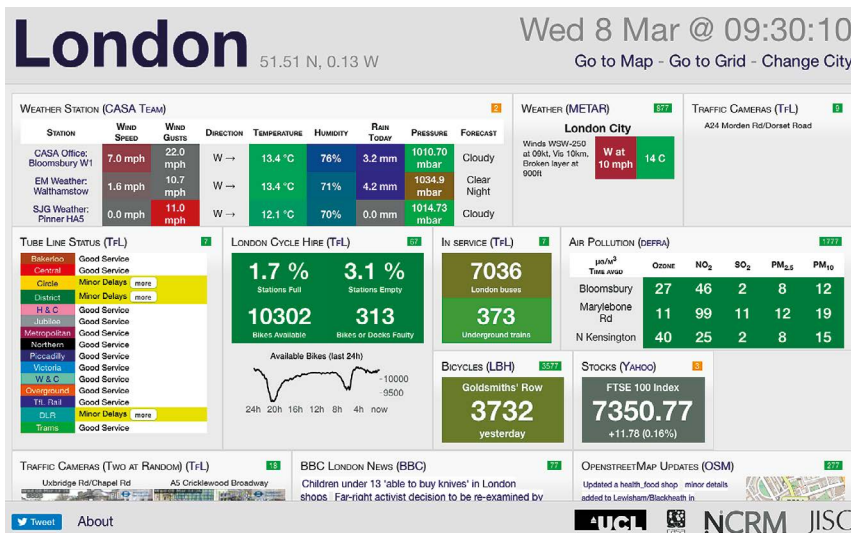 London
51.51 N, 0.13 W
Wed 8 Mar @ 09:30:10
Go to Map - Go to Grid - Change City
WEATHER STATION (CASA TEAM) 2
STATION WIND SPEED WIND GUSTS DIRECTION TEMPERATURE HUMIDITY RAIN TODAY PRESSURE FORECAST
CASA Office: Bloomsbury W1 7.0 mph 22.0 mph W → 13.4 °C 76% 3.2 mm 1010.70 mbar Cloudy
EM Weather: Walthamstow 1.6 mph 10.7 mph W → 13.4 °C 71% 4.2 mm 1034.9 mbar Clear Night
SJG Weather: Pinner HA5 0.0 mph 11.0 mph W → 12.1 °C 70% 0.0 mm 1014.73 mbar Cloudy
WEATHER (METAR) 877
London City
Winds WSW-250
at 09kt, Vis 10km,
Broken layer at
900ft
W at
10 mph
14 C
TRAFFIC CAMERAS (TFL) 9
A24 Morden Rd/Dorset Road
TUBE LINE STATUS (TFL) 7
Bakerloo Good Service
Central Good Service
Circle Minor Delays more
District Minor Delays more
H & C Good Service
Jubilee Good Service
Metropolitan Good Service
Northern Good Service
Piccadilly Good Service
Victoria Good Service
W & C Good Service
Overground Good Service
TfL Rail Good Service
DLR Minor Delays more
Trams Good Service
LONDON CYCLE HIRE (TFL) 67
1.7 % 3.1 %
Stations Full Stations Empty
10302 313
Bikes Available Bikes or Docks Faulty
Available Bikes (last 24h)
-10000
-9500
24h 20h 16h 12h 8h 4h now
IN SERVICE (TFL) 7
7036
London buses
373
Underground trains
AIR POLLUTION (DEFRA) 1777
µg/m³ TIME AVGD OZONE NO2 SO2 PM2.5 PM10
Bloomsbury 27 46 2 8 12
Marylebone Rd 11 99 11 12 19
N Kensington 40 25 2 8 15
BICYCLES (LBH) 3577
Goldsmiths' Row
3732
yesterday
STOCKS (YAHOO) 3
FTSE 100 Index
7350.77
+11.78 (0.16%)
TRAFFIC CAMERAS (TWO AT RANDOM) (TFL) 18
Uxbridge Rd/Chapel Rd A5 Cricklewood Broadway
BBC LONDON NEWS (BBC) 77
Children under 13 'able to buy knives' in London
shops Far-right activist decision to be re-examined by
OPENSTREETMAP UPDATES (OSM) 277
Updated a health_food shop minor details
added to Lewisham/Blackheath in
Tweet About
UCL
NCRM
JISC